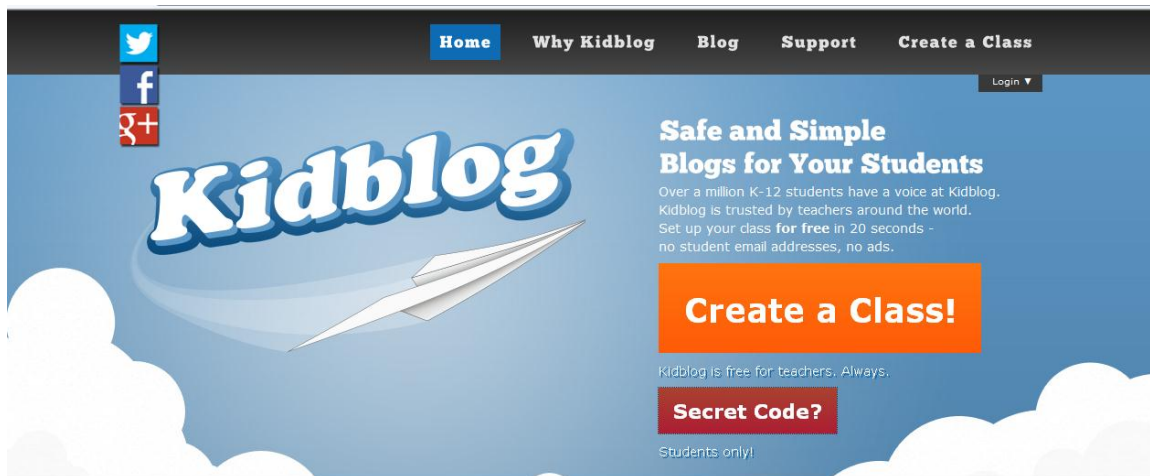 Home Why Kidblog Blog Support Create a Class
Login ▼
f
g+
Kidblog
Safe and Simple
Blogs for Your Students
Over a million K-12 students have a voice at Kidblog.
Kidblog is trusted by teachers around the world.
Set up your class for free in 20 seconds -
no student email addresses, no ads.
Create a Class!
Kidblog is free for teachers. Always.
Secret Code?
Students only!